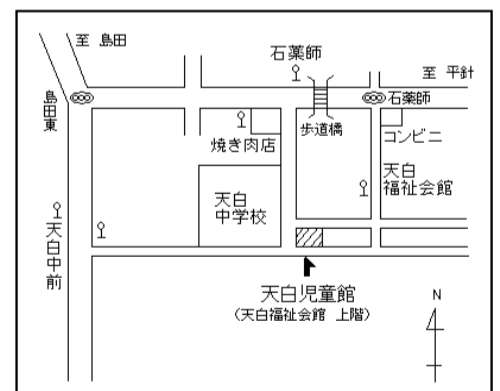 至 島田
石薬師
至 平針
島田東
石薬師
歩道橋
コンビニ
焼き肉店
天白
福祉会館
天白
中学校
天白中前
天白児童館
(天白福祉会館 上階)
N